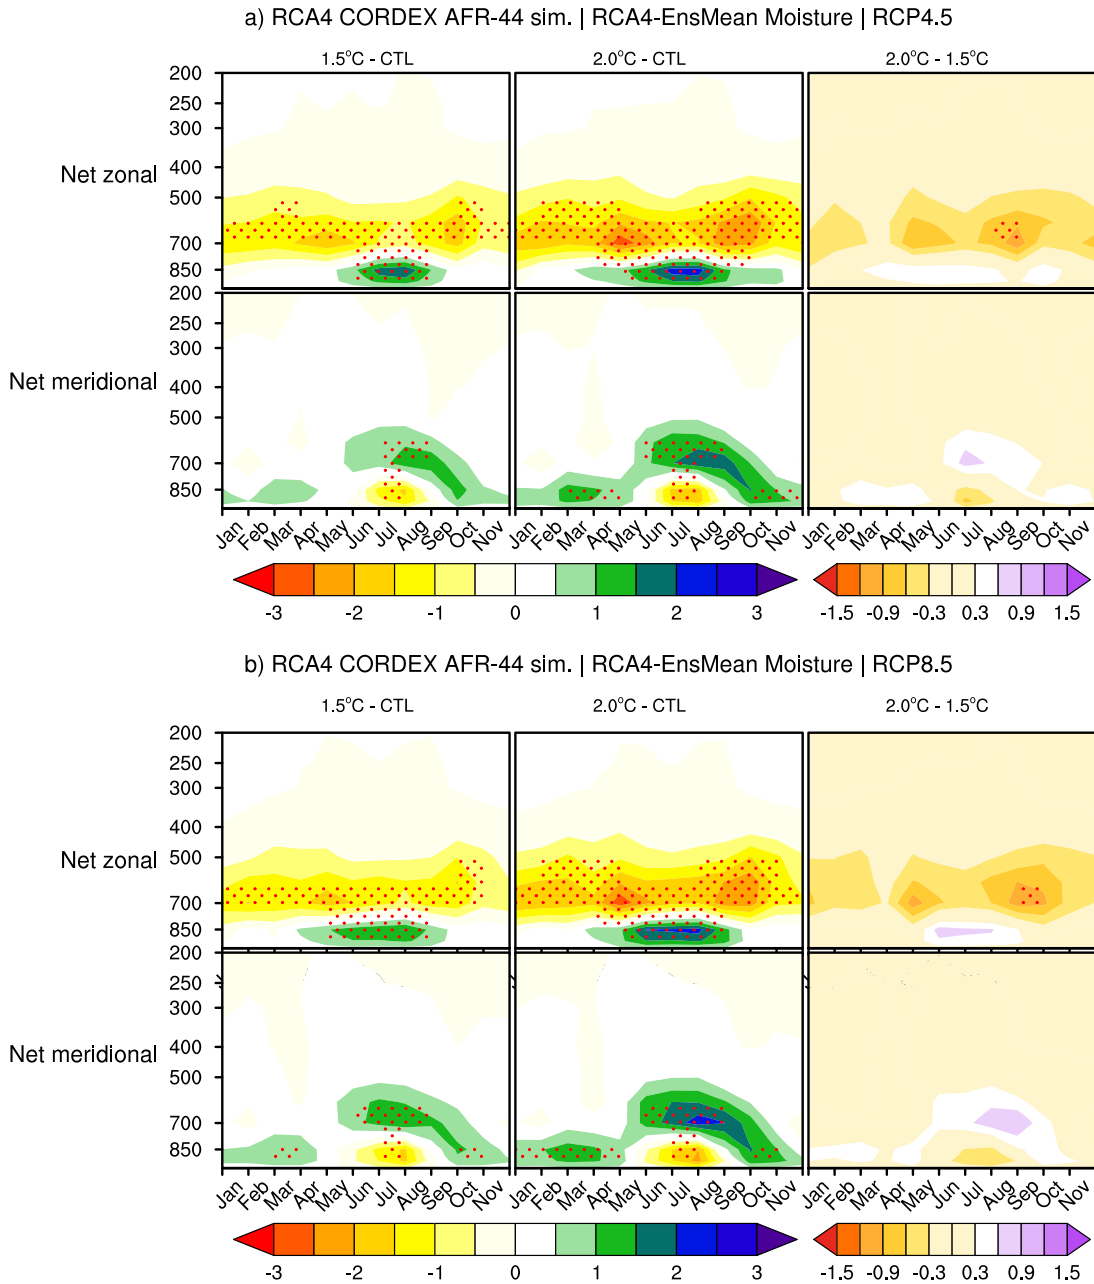 a) RCA4 CORDEX AFR-44 sim. | RCA4-EnsMean Moisture | RCP4.5
1.5°C - CTL 2.0°C - CTL 2.0°C - 1.5°C
Net zonal
200
250
300
400
500
700
850
Net meridional
200
250
300
400
500
700
850
Jan Feb Mar Apr May Jun Jul Aug Sep Oct Nov Jan Feb Mar Apr May Jun Jul Aug Sep Oct Nov Jan Feb Mar Apr May Jun Jul Aug Sep Oct Nov
-3 -2 -1 0 1 2 3 -1.5 -0.9 -0.3 0.3 0.9 1.5
b) RCA4 CORDEX AFR-44 sim. | RCA4-EnsMean Moisture | RCP8.5
1.5°C - CTL 2.0°C - CTL 2.0°C - 1.5°C
Net zonal
200
250
300
400
500
700
850
Net meridional
200
250
300
400
500
700
850
Jan Feb Mar Apr May Jun Jul Aug Sep Oct Nov Jan Feb Mar Apr May Jun Jul Aug Sep Oct Nov Jan Feb Mar Apr May Jun Jul Aug Sep Oct Nov
-3 -2 -1 0 1 2 3 -1.5 -0.9 -0.3 0.3 0.9 1.5